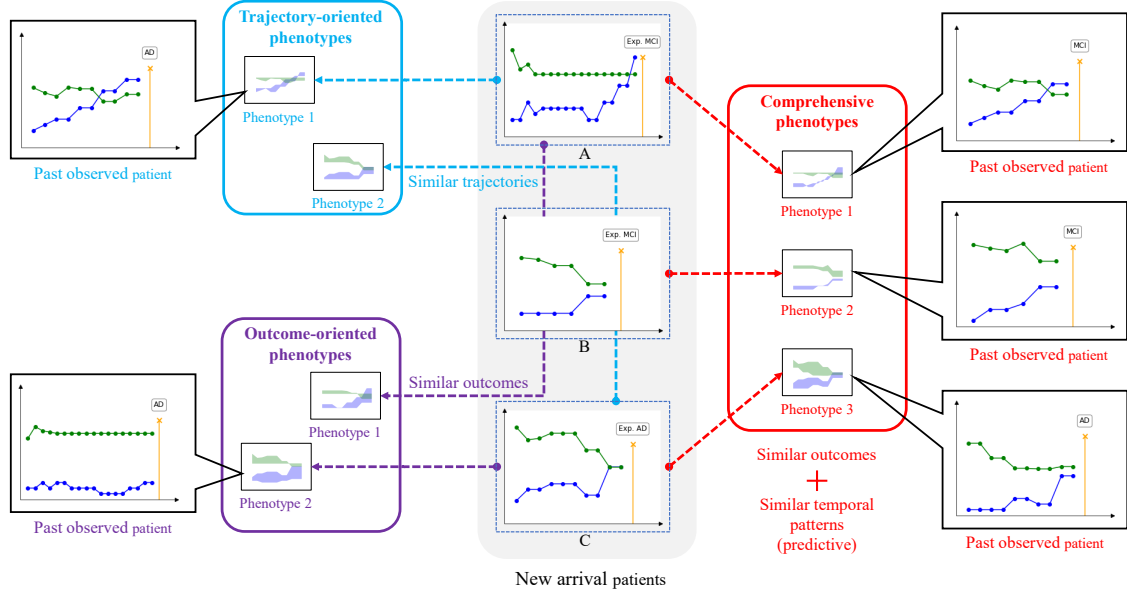 Trajectory-oriented
phenotypes
AD
Phenotype 1
Past observed patient
Phenotype 2
Similar trajectories
Exp. MCI
A
Exp. MCI
B
Exp. AD
C
New arrival patients
Outcome-oriented
phenotypes
Similar outcomes
Phenotype 1
AD
Phenotype 2
Past observed patient
Comprehensive
phenotypes
Phenotype 1
Phenotype 2
Phenotype 3
Similar outcomes
+
Similar temporal
patterns
(predictive)
MCI
Past observed patient
MCI
Past observed patient
AD
Past observed patient